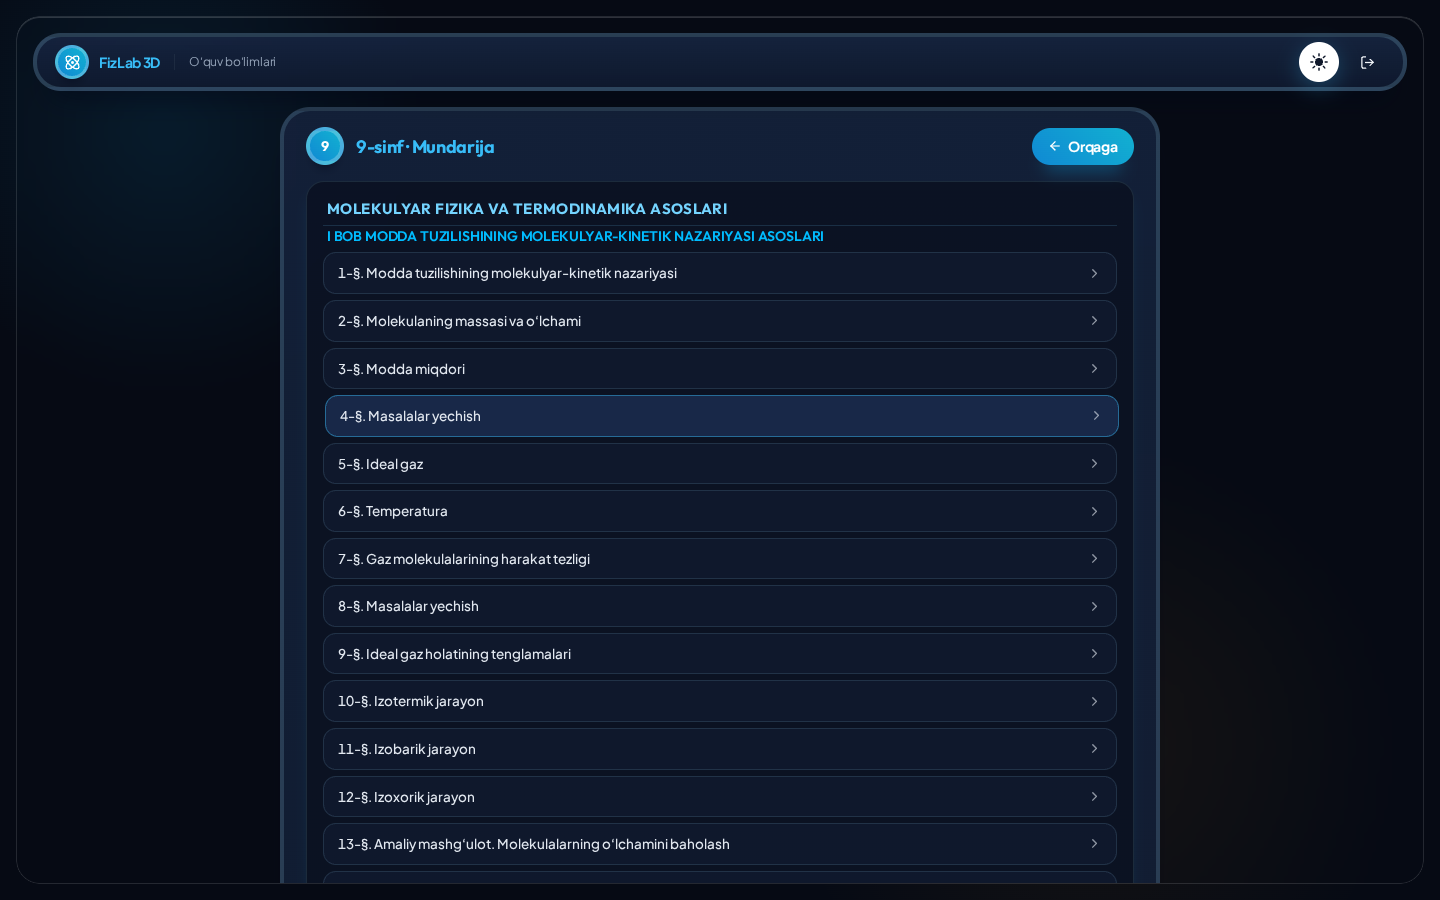 FizLab 3D
O'quv bo'limlari
9
9-sinf · Mundarija
← Orqaga
MOLEKULYAR FIZIKA VA TERMODINAMIKA ASOSLARI
I BOB MODDA TUZILISHINING MOLEKULYAR-KINETIK NAZARIYASI ASOSLARI
1-§. Modda tuzilishining molekulyar-kinetik nazariyasi
2-§. Molekulaning massasi va o‘lchami
3-§. Modda miqdori
4-§. Masalalar yechish
5-§. Ideal gaz
6-§. Temperatura
7-§. Gaz molekulalarining harakat tezligi
8-§. Masalalar yechish
9-§. Ideal gaz holatining tenglamalari
10-§. Izotermik jarayon
11-§. Izobarik jarayon
12-§. Izoxorik jarayon
13-§. Amaliy mashg‘ulot. Molekulalarning o‘lchamini baholash